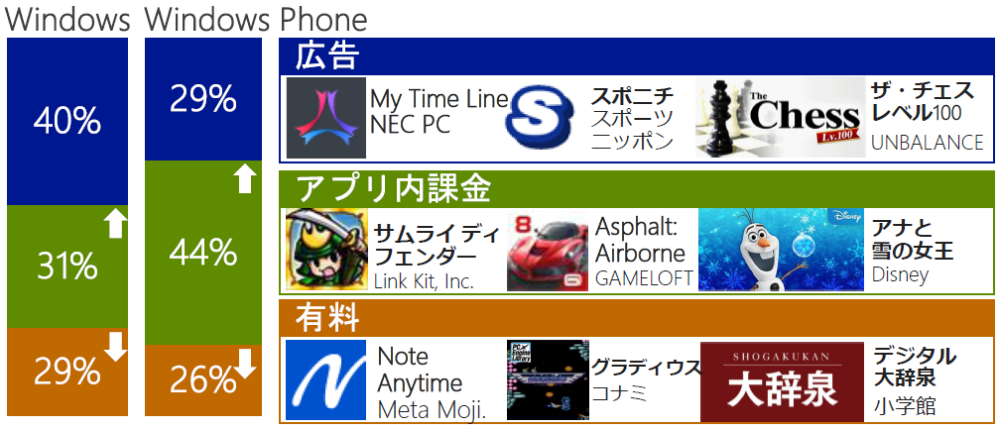 Windows
Windows Phone
40%
31%
29%
29%
44%
26%
広告
My Time Line
NEC PC
S
スポニチ
スポーツ
ニッポン
The
Chess
Lv.100
ザ・チェス
レベル100
UNBALANCE
アプリ内課金
サムライ ディ
フェンダー
Link Kit, Inc.
8
G
Asphalt:
Airborne
GAMELOFT
Disney
アナと
雪の女王
Disney
有料
Note
Anytime
Meta Moji.
PC
Engine
Library
グラディウス
コナミ
SHOGAKUKAN
大辞泉
デジタル
大辞泉
小学館